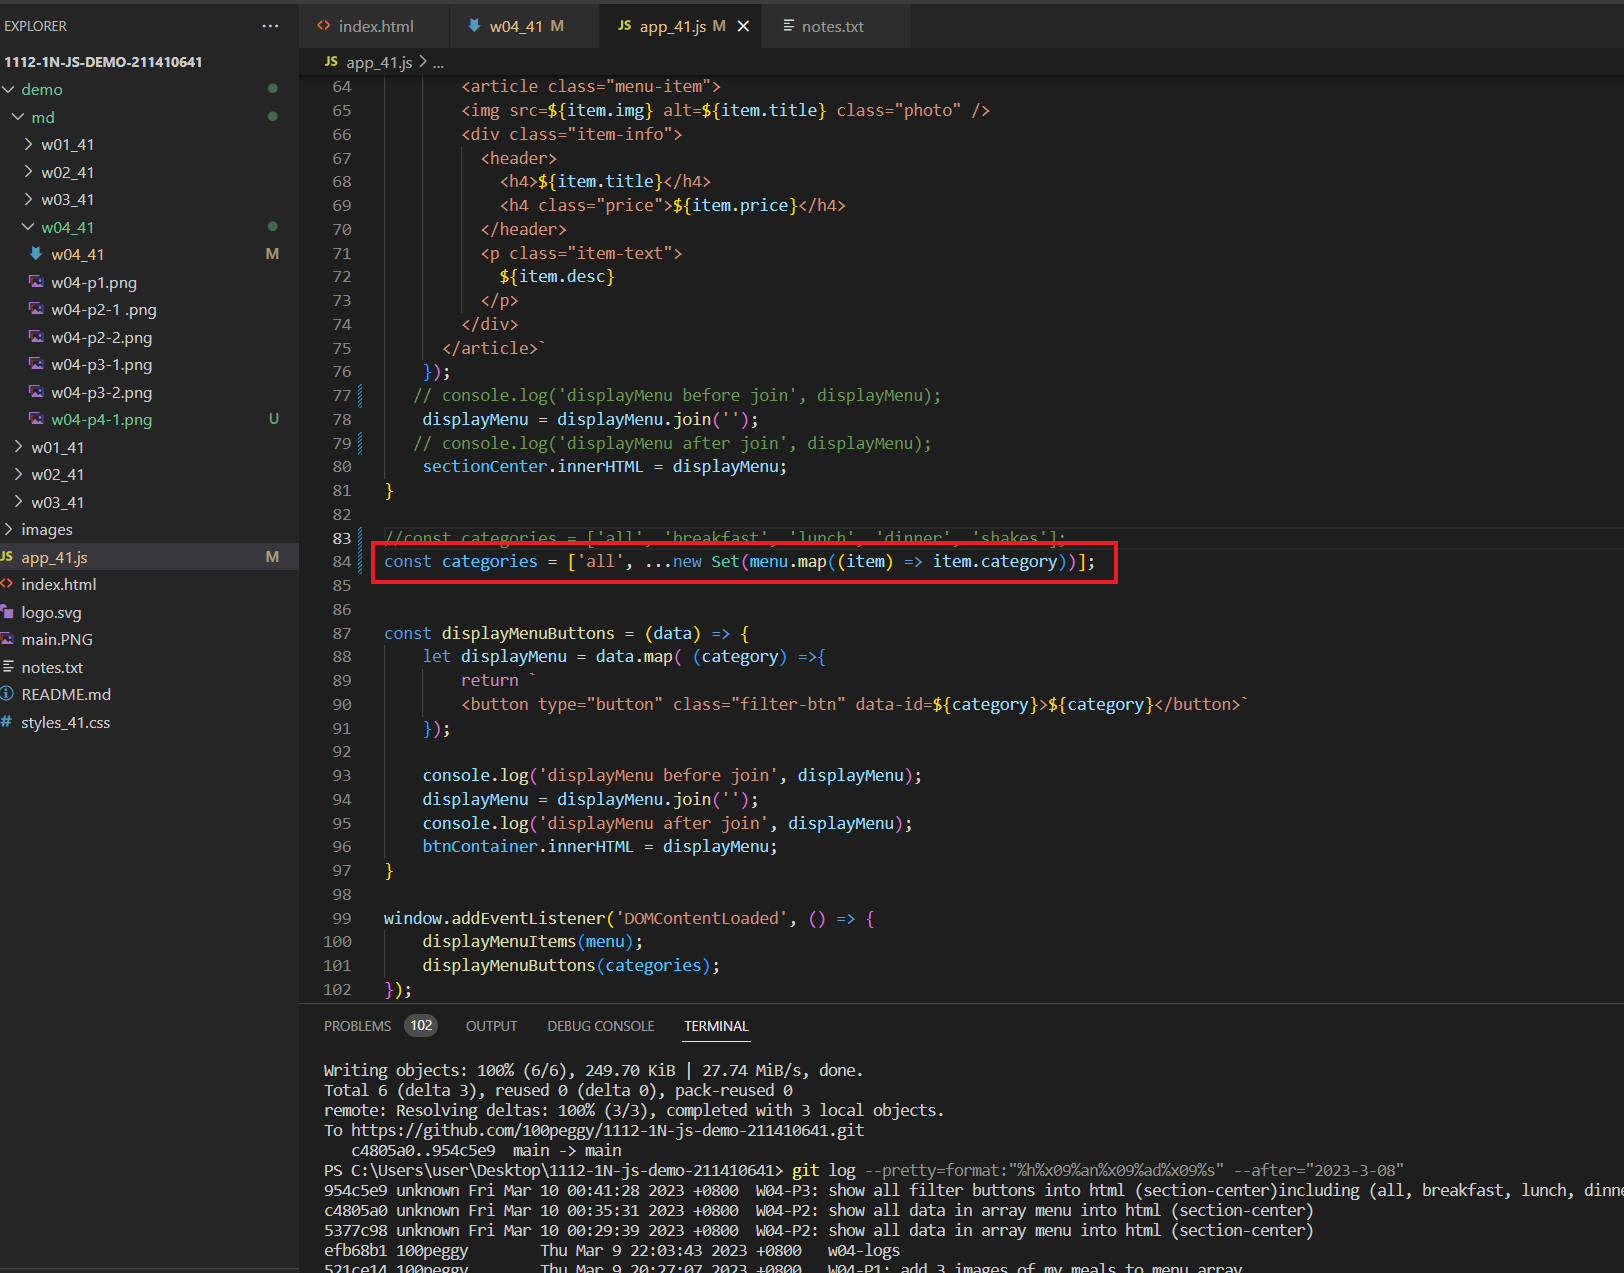 EXPLORER
...
index.html
w04_41 M
JS app_41.js M
notes.txt
1112-1N-JS-DEMO-211410641
JS app_41.js > ...
demo
md
w01_41
w02_41
w03_41
w04_41
w04_41 M
w04-p1.png
w04-p2-1 .png
w04-p2-2.png
w04-p3-1.png
w04-p3-2.png
w04-p4-1.png U
w01_41
w02_41
w03_41
images
JS app_41.js M
index.html
logo.svg
main.PNG
notes.txt
README.md
# styles_41.css
64 <article class="menu-item">
65 <img src=${item.img} alt=${item.title} class="photo" />
66 <div class="item-info">
67 <header>
68 <h4>${item.title}</h4>
69 <h4 class="price">${item.price}</h4>
70 </header>
71 <p class="item-text">
72 ${item.desc}
73 </p>
74 </div>
75 </article>`
76 });
77 // console.log('displayMenu before join', displayMenu);
78 displayMenu = displayMenu.join('');
79 // console.log('displayMenu after join', displayMenu);
80 sectionCenter.innerHTML = displayMenu;
81 }
82
83 //const categories = ['all', 'breakfast', 'lunch', 'dinner', 'shakes'];
84 const categories = ['all', ...new Set(menu.map((item) => item.category))];
85
86
87 const displayMenuButtons = (data) => {
88 let displayMenu = data.map( (category) =>{
89 return `
90 <button type="button" class="filter-btn" data-id=${category}>${category}</button>`
91 });
92
93 console.log('displayMenu before join', displayMenu);
94 displayMenu = displayMenu.join('');
95 console.log('displayMenu after join', displayMenu);
96 btnContainer.innerHTML = displayMenu;
97 }
98
99 window.addEventListener('DOMContentLoaded', () => {
100 displayMenuItems(menu);
101 displayMenuButtons(categories);
102 });
PROBLEMS 102 OUTPUT DEBUG CONSOLE TERMINAL
Writing objects: 100% (6/6), 249.70 KiB | 27.74 MiB/s, done.
Total 6 (delta 3), reused 0 (delta 0), pack-reused 0
remote: Resolving deltas: 100% (3/3), completed with 3 local objects.
To https://github.com/100peggy/1112-1N-js-demo-211410641.git
c4805a0..954c5e9 main -> main
PS C:\Users\user\Desktop\1112-1N-js-demo-211410641> git log --pretty=format:"%h%x09%an%x09%ad%x09%s" --after="2023-3-08"
954c5e9 unknown Fri Mar 10 00:41:28 2023 +0800 W04-P3: show all filter buttons into html (section-center)including (all, breakfast, lunch,
c4805a0 unknown Fri Mar 10 00:35:31 2023 +0800 W04-P2: show all data in array menu into html (section-center)
5377c98 unknown Fri Mar 10 00:29:39 2023 +0800 W04-P2: show all data in array menu into html (section-center)
efb68b1 100peggy Thu Mar 9 22:03:43 2023 +0800 w04-logs
521ce14 100peggy Thu Mar 9 20:27:07 2023 +0800 W04-P1: add 3 images of my meals to menu array